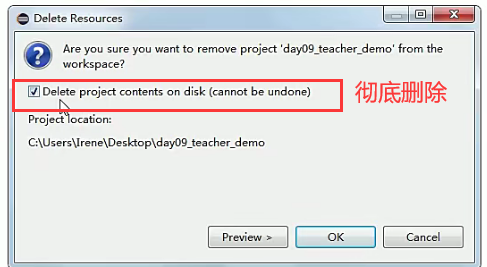 Delete Resources
Are you sure you want to remove project 'day09_teacher_demo' from the
workspace?
Delete project contents on disk (cannot be undone)
彻底删除
Project location:
C:\Users\Irene\Desktop\day09_teacher_demo
Preview >
OK
Cancel